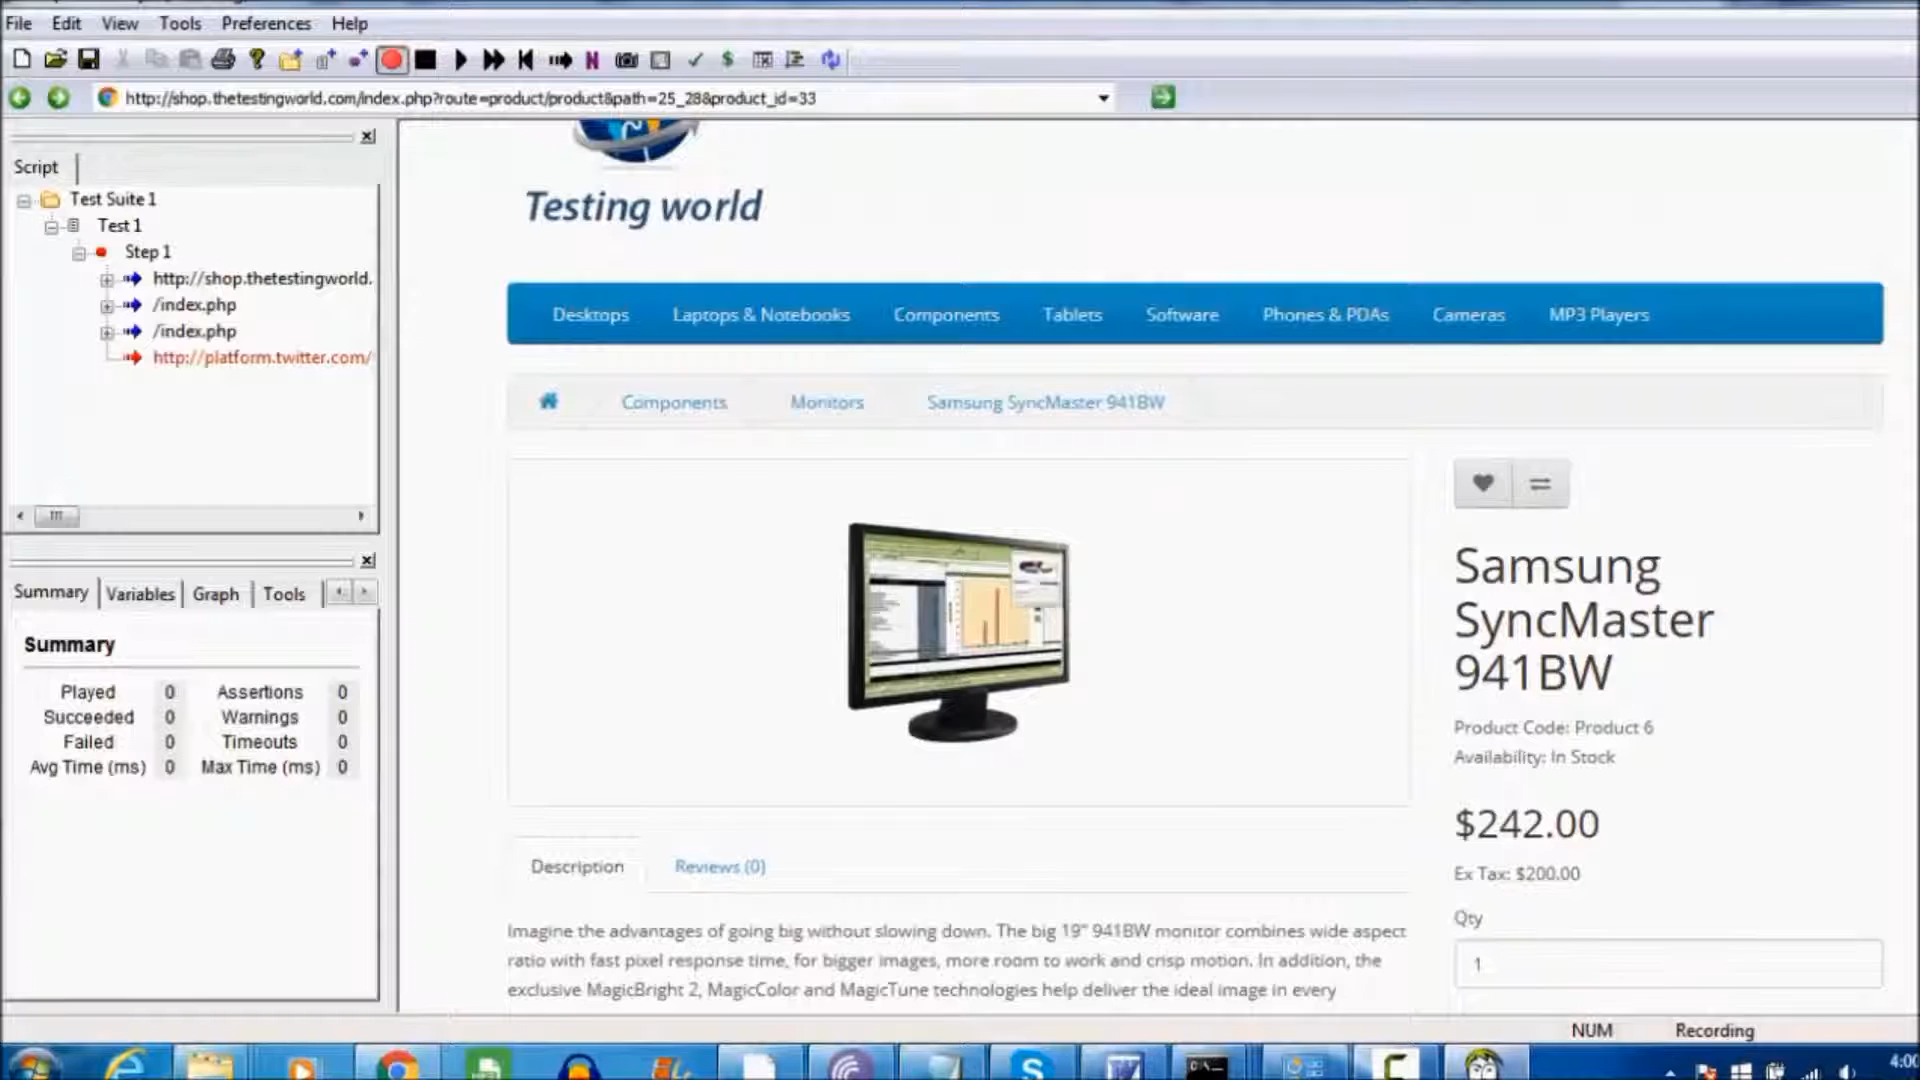 File Edit View Tools Preferences Help
http://shop.thetestingworld.com/index.php?route=product/product&path=25_28&product_id=33
Script
Test Suite 1
Test 1
Step 1
http://shop.thetestingworld.
/index.php
/index.php
http://platform.twitter.com/
Summary Variables Graph Tools
Summary
Played 0 Assertions 0
Succeeded 0 Warnings 0
Failed 0 Timeouts 0
Avg Time (ms) 0 Max Time (ms) 0
Testing world
Desktops Laptops & Notebooks Components Tablets Software Phones & PDAs Cameras MP3 Players
Components Monitors Samsung SyncMaster 941BW
Samsung
SyncMaster
941BW
Product Code: Product 6
Availability: In Stock
$242.00
Ex Tax: $200.00
Qty
1
Description Reviews (0)
Imagine the advantages of going big without slowing down. The big 19" 941BW monitor combines wide aspect
ratio with fast pixel response time, for bigger images, more room to work and crisp motion. In addition, the
exclusive MagicBright 2, MagicColor and MagicTune technologies help deliver the ideal image in every
NUM Recording
4:00